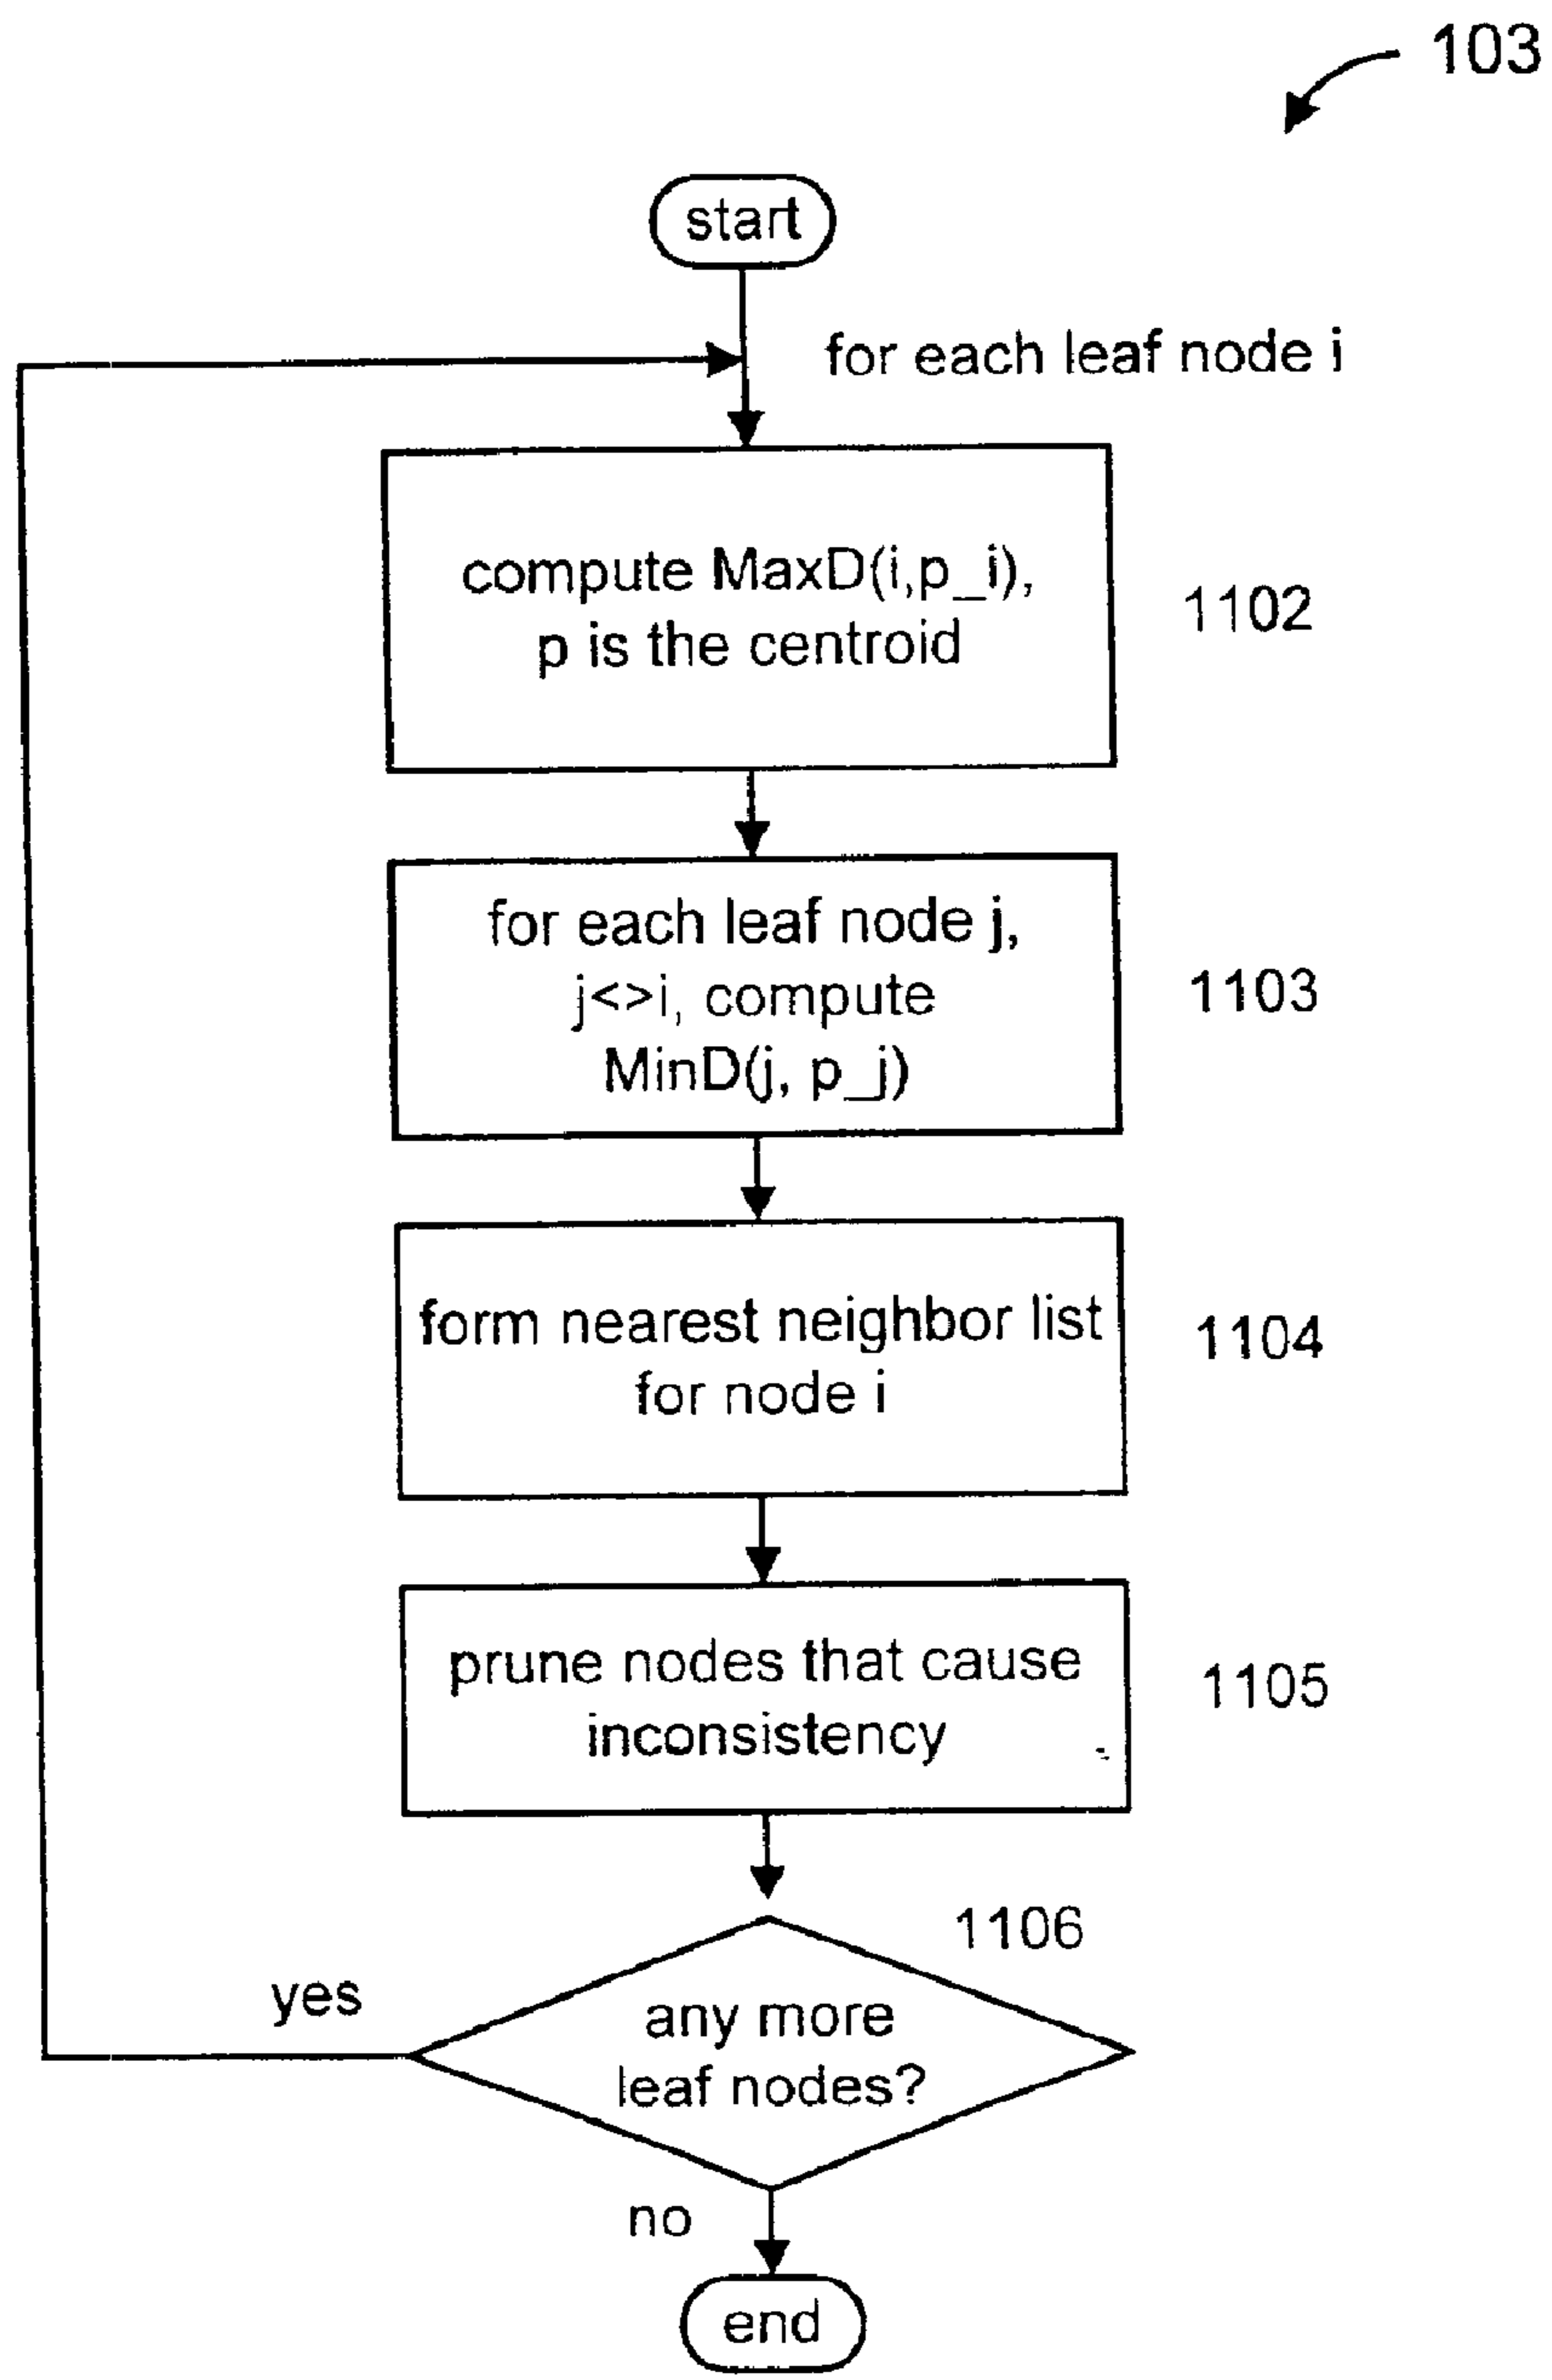 103
start
for each leaf node i
compute MaxD(i,p_i),
p is the centroid
1102
for each leaf node j,
j<>i, compute
MinD(j, p_j)
1103
form nearest neighbor list
for node i
1104
prune nodes that cause
inconsistency
1105
1106
yes
any more
leaf nodes?
no
end